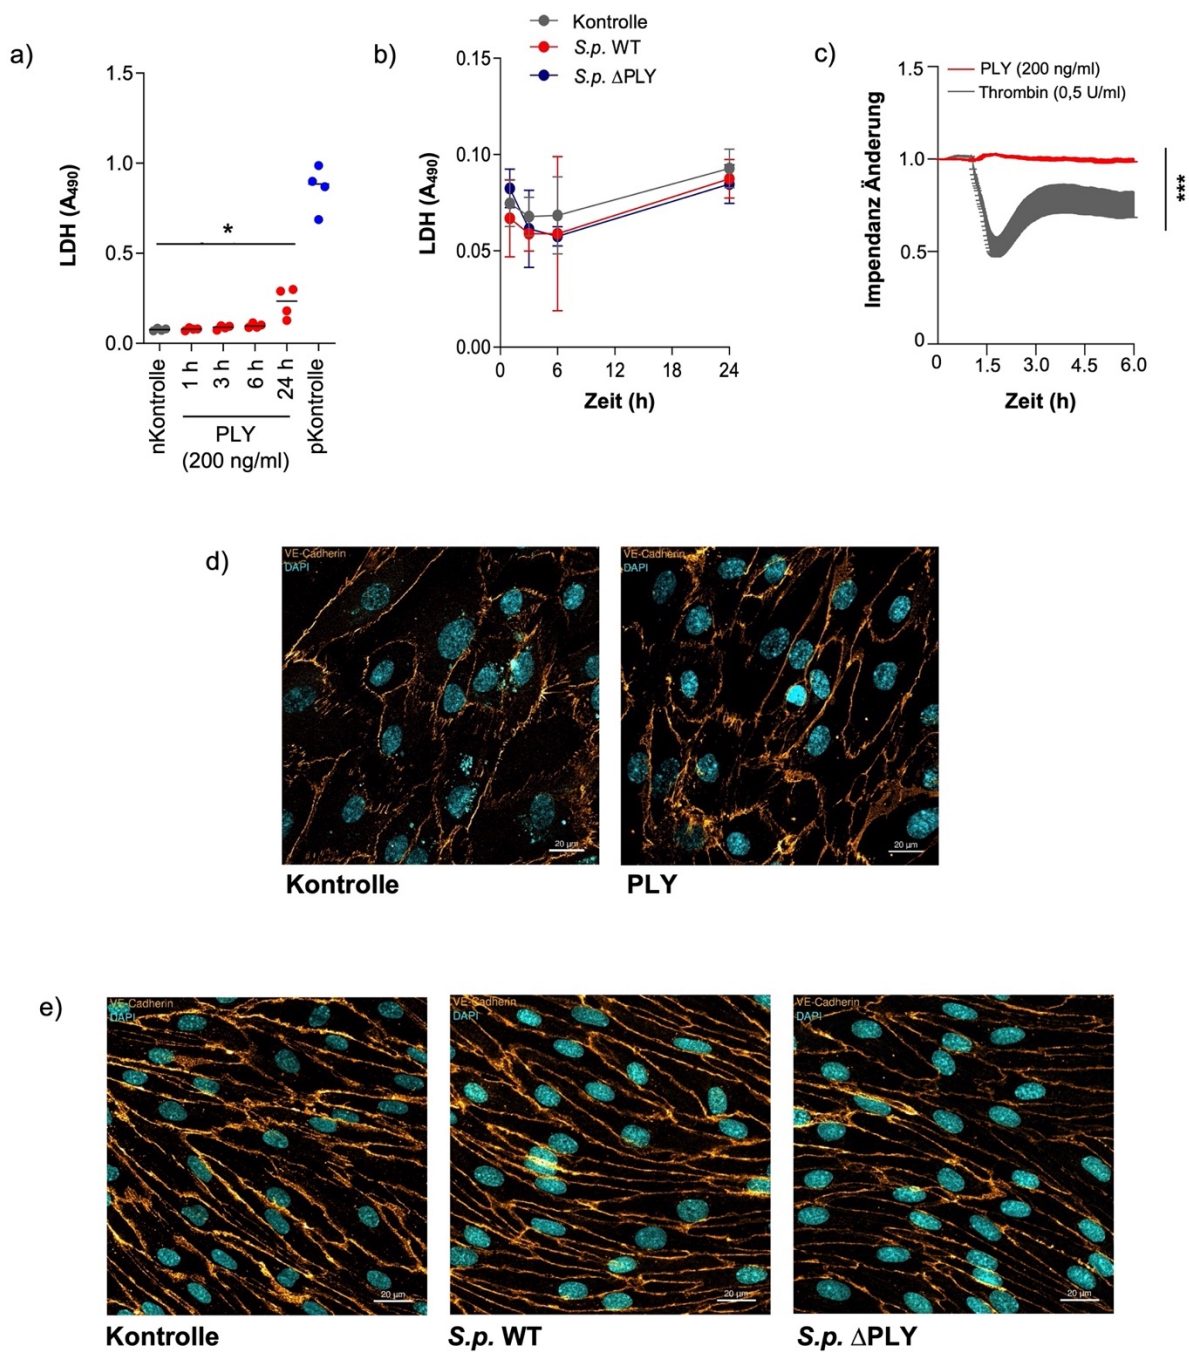 a)
LDH (A490)
1.5
1.0
0.5
0.0
*
nKontrolle
1 h
3 h
6 h
24 h
pKontrolle
PLY
(200 ng/ml)
b)
Kontrolle
S.p. WT
S.p. ΔPLY
LDH (A490)
0.15
0.10
0.05
0.00
0 6 12 18 24
Zeit (h)
c)
PLY (200 ng/ml)
Thrombin (0,5 U/ml)
Impendanz Änderung
1.5
1.0
0.5
0
0 1.5 3.0 4.5 6.0
Zeit (h)
***
d)
VE-Cadherin
DAPI
20 µm
Kontrolle
VE-Cadherin
DAPI
20 µm
PLY
e)
VE-Cadherin
DAPI
20 µm
Kontrolle
VE-Cadherin
DAPI
20 µm
S.p. WT
VE-Cadherin
DAPI
20 µm
S.p. ΔPLY